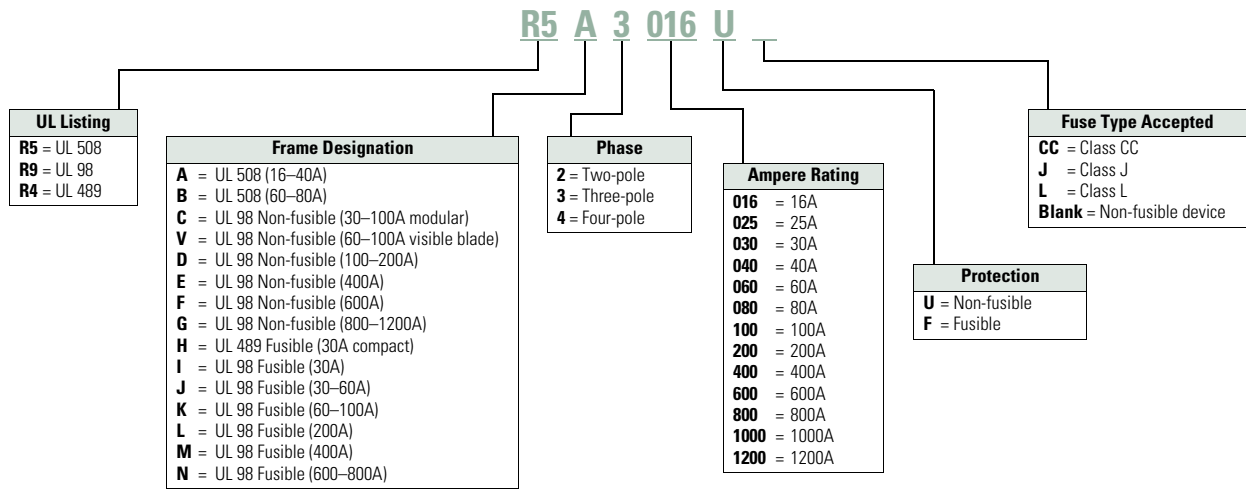 R5 A 3 016 U _
UL Listing
R5 = UL 508
R9 = UL 98
R4 = UL 489
Frame Designation
A = UL 508 (16–40A)
B = UL 508 (60–80A)
C = UL 98 Non-fusible (30–100A modular)
V = UL 98 Non-fusible (60–100A visible blade)
D = UL 98 Non-fusible (100–200A)
E = UL 98 Non-fusible (400A)
F = UL 98 Non-fusible (600A)
G = UL 98 Non-fusible (800–1200A)
H = UL 489 Fusible (30A compact)
I = UL 98 Fusible (30A)
J = UL 98 Fusible (30–60A)
K = UL 98 Fusible (60–100A)
L = UL 98 Fusible (200A)
M = UL 98 Fusible (400A)
N = UL 98 Fusible (600–800A)
Phase
2 = Two-pole
3 = Three-pole
4 = Four-pole
Ampere Rating
016 = 16A
025 = 25A
030 = 30A
040 = 40A
060 = 60A
080 = 80A
100 = 100A
200 = 200A
400 = 400A
600 = 600A
800 = 800A
1000 = 1000A
1200 = 1200A
Protection
U = Non-fusible
F = Fusible
Fuse Type Accepted
CC = Class CC
J = Class J
L = Class L
Blank = Non-fusible device